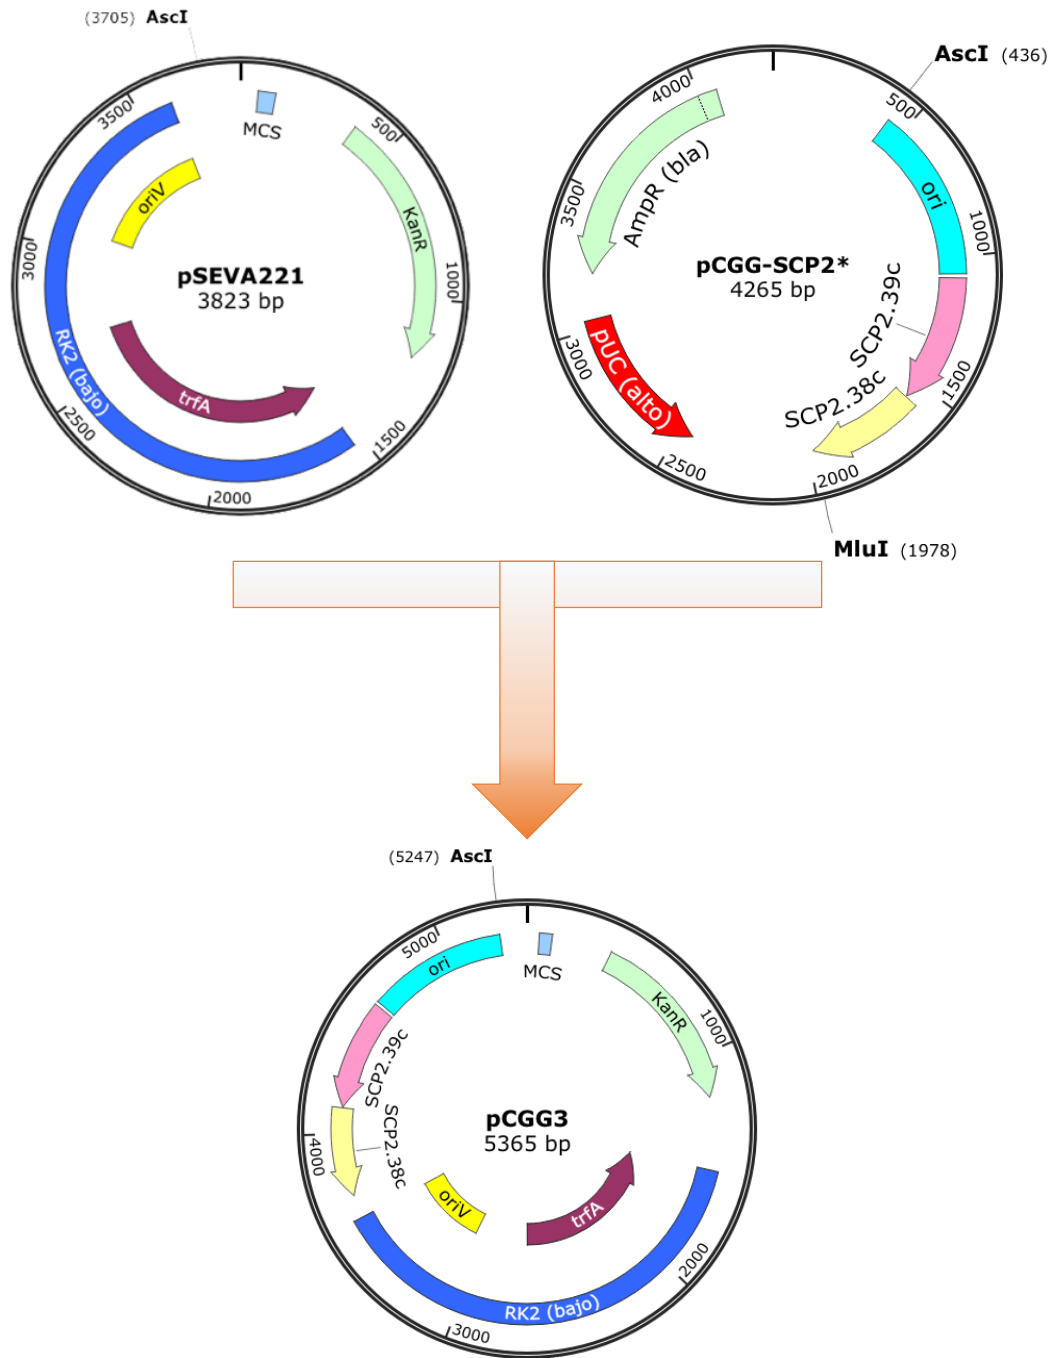 (3705) AscI
3500
MCS
500
oriV
KanR
3000
pSEVA221
3823 bp
1000
RK2 (bajo)
trfA
2500
1500
2000
AscI (436)
4000
500
AmpR (bla)
ori
3500
1000
pCGG-SCP2*
4265 bp
SCP2.39c
3000
pUC (alto)
SCP2.38c
1500
2500
2000
MluI (1978)
(5247) AscI
5000
ori
MCS
KanR
1000
SCP2.39c
pCGG3
5365 bp
4000
SCP2.38c
oriV
trfA
2000
RK2 (bajo)
3000